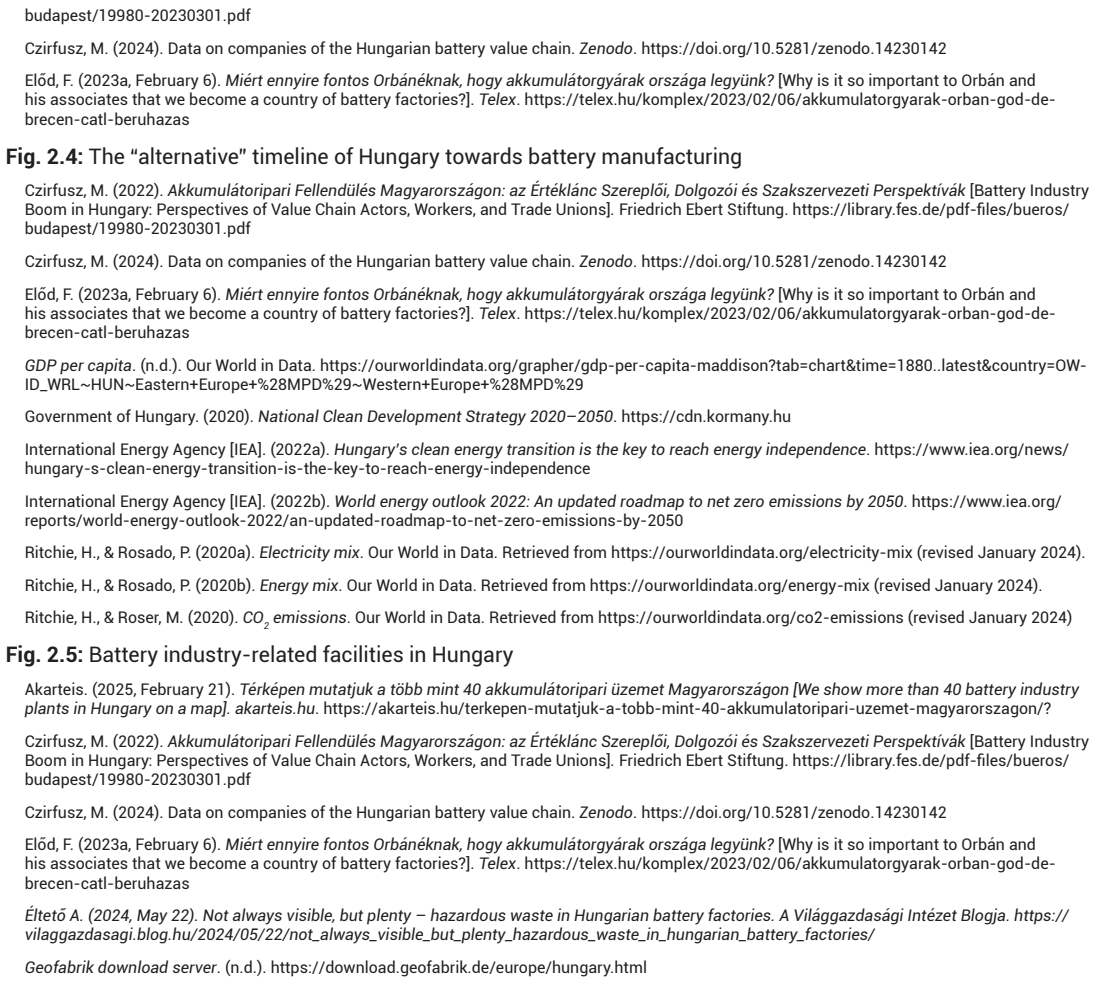 budapest/19980-20230301.pdf
Czirfusz, M. (2024). Data on companies of the Hungarian battery value chain. Zenodo. https://doi.org/10.5281/zenodo.14230142
Előd, F. (2023a, February 6). Miért ennyire fontos Orbánéknak, hogy akkumulátorgyárak országa legyünk? [Why is it so important to Orbán and
his associates that we become a country of battery factories?]. Telex. https://telex.hu/komplex/2023/02/06/akkumulatorgyarak-orban-god-de-
brecen-catl-beruhazas
Fig. 2.4: The “alternative” timeline of Hungary towards battery manufacturing
Czirfusz, M. (2022). Akkumulátoripari Fellendülés Magyarországon: az Értéklánc Szereplői, Dolgozói és Szakszervezeti Perspektívák [Battery Industry
Boom in Hungary: Perspectives of Value Chain Actors, Workers, and Trade Unions]. Friedrich Ebert Stiftung. https://library.fes.de/pdf-files/bueros/
budapest/19980-20230301.pdf
Czirfusz, M. (2024). Data on companies of the Hungarian battery value chain. Zenodo. https://doi.org/10.5281/zenodo.14230142
Előd, F. (2023a, February 6). Miért ennyire fontos Orbánéknak, hogy akkumulátorgyárak országa legyünk? [Why is it so important to Orbán and
his associates that we become a country of battery factories?]. Telex. https://telex.hu/komplex/2023/02/06/akkumulatorgyarak-orban-god-de-
brecen-catl-beruhazas
GDP per capita. (n.d.). Our World in Data. https://ourworldindata.org/grapher/gdp-per-capita-maddison?tab=chart&time=1880..latest&country=OW-
ID_WRL~HUN~Eastern+Europe+%28MPD%29~Western+Europe+%28MPD%29
Government of Hungary. (2020). National Clean Development Strategy 2020–2050. https://cdn.kormany.hu
International Energy Agency [IEA]. (2022a). Hungary’s clean energy transition is the key to reach energy independence. https://www.iea.org/news/
hungary-s-clean-energy-transition-is-the-key-to-reach-energy-independence
International Energy Agency [IEA]. (2022b). World energy outlook 2022: An updated roadmap to net zero emissions by 2050. https://www.iea.org/
reports/world-energy-outlook-2022/an-updated-roadmap-to-net-zero-emissions-by-2050
Ritchie, H., & Rosado, P. (2020a). Electricity mix. Our World in Data. Retrieved from https://ourworldindata.org/electricity-mix (revised January 2024).
Ritchie, H., & Rosado, P. (2020b). Energy mix. Our World in Data. Retrieved from https://ourworldindata.org/energy-mix (revised January 2024).
Ritchie, H., & Roser, M. (2020). CO₂ emissions. Our World in Data. Retrieved from https://ourworldindata.org/co2-emissions (revised January 2024)
Fig. 2.5: Battery industry-related facilities in Hungary
Akarteis. (2025, February 21). Térképen mutatjuk a több mint 40 akkumulátoripari üzemet Magyarországon [We show more than 40 battery industry
plants in Hungary on a map]. akarteis.hu. https://akarteis.hu/terkepen-mutatjuk-a-tobb-mint-40-akkumulatoripari-uzemet-magyarorszagon/?
Czirfusz, M. (2022). Akkumulátoripari Fellendülés Magyarországon: az Értéklánc Szereplői, Dolgozói és Szakszervezeti Perspektívák [Battery Industry
Boom in Hungary: Perspectives of Value Chain Actors, Workers, and Trade Unions]. Friedrich Ebert Stiftung. https://library.fes.de/pdf-files/bueros/
budapest/19980-20230301.pdf
Czirfusz, M. (2024). Data on companies of the Hungarian battery value chain. Zenodo. https://doi.org/10.5281/zenodo.14230142
Előd, F. (2023a, February 6). Miért ennyire fontos Orbánéknak, hogy akkumulátorgyárak országa legyünk? [Why is it so important to Orbán and
his associates that we become a country of battery factories?]. Telex. https://telex.hu/komplex/2023/02/06/akkumulatorgyarak-orban-god-de-
brecen-catl-beruhazas
Éltető A. (2024, May 22). Not always visible, but plenty – hazardous waste in Hungarian battery factories. A Világgazdasági Intézet Blogja. https://
vilaggazdasagi.blog.hu/2024/05/22/not_always_visible_but_plenty_hazardous_waste_in_hungarian_battery_factories/
Geofabrik download server. (n.d.). https://download.geofabrik.de/europe/hungary.html